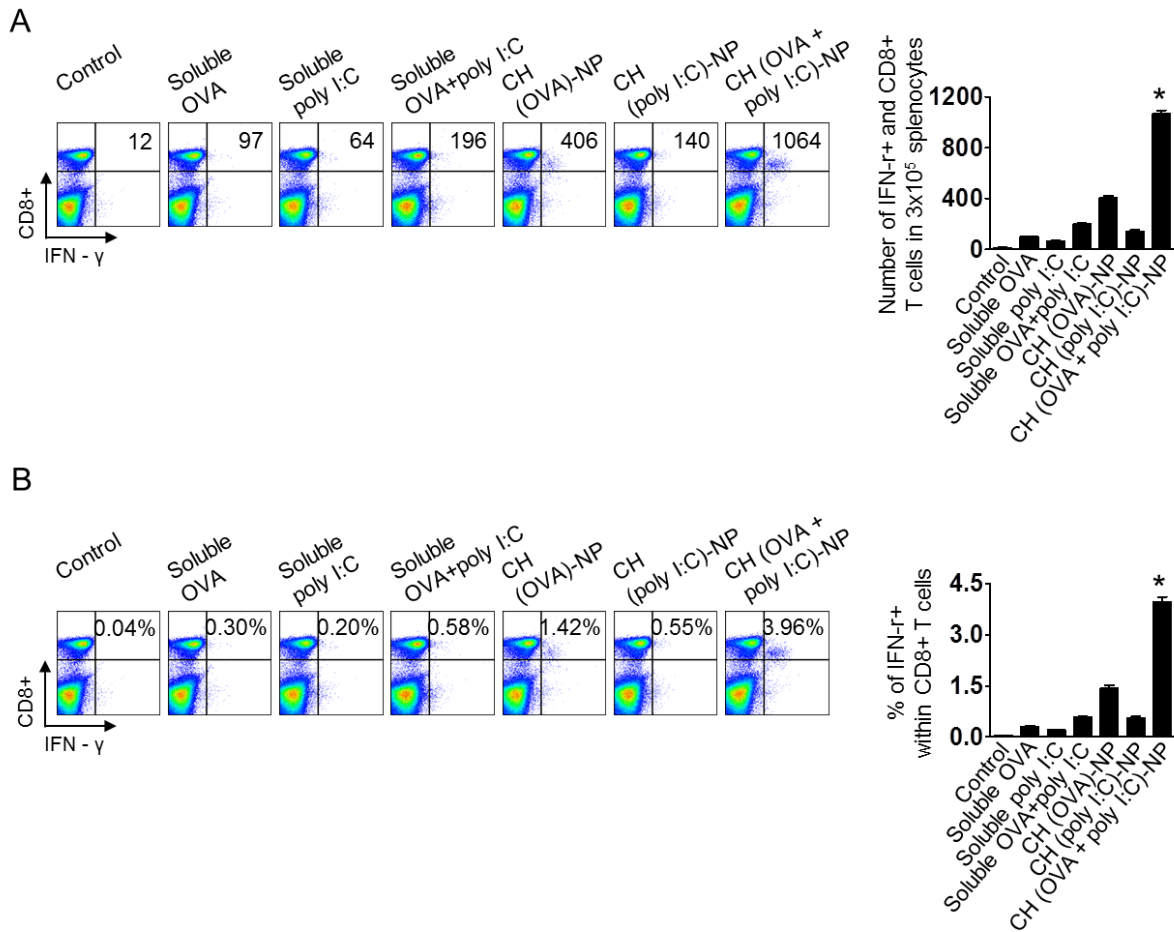 A
Control
Soluble
OVA
Soluble
poly I:C
Soluble
OVA+poly I:C
CH
(OVA)-NP
CH
(poly I:C)-NP
CH (OVA +
poly I:C)-NP
12
97
64
196
406
140
1064
CD8+
IFN - γ
Number of IFN-r+ and CD8+
T cells in 3x10⁵ splenocytes
1200
800
400
0
*
Control
Soluble OVA
Soluble poly I:C
Soluble OVA+poly I:C
CH (OVA)-NP
CH (poly I:C)-NP
CH (OVA + poly I:C)-NP
B
Control
Soluble
OVA
Soluble
poly I:C
Soluble
OVA+poly I:C
CH
(OVA)-NP
CH
(poly I:C)-NP
CH (OVA +
poly I:C)-NP
0.04%
0.30%
0.20%
0.58%
1.42%
0.55%
3.96%
CD8+
IFN - γ
% of IFN-r+
within CD8+ T cells
4.5
3.0
1.5
0.0
*
Control
Soluble OVA
Soluble poly I:C
Soluble OVA+poly I:C
CH (OVA)-NP
CH (poly I:C)-NP
CH (OVA + poly I:C)-NP